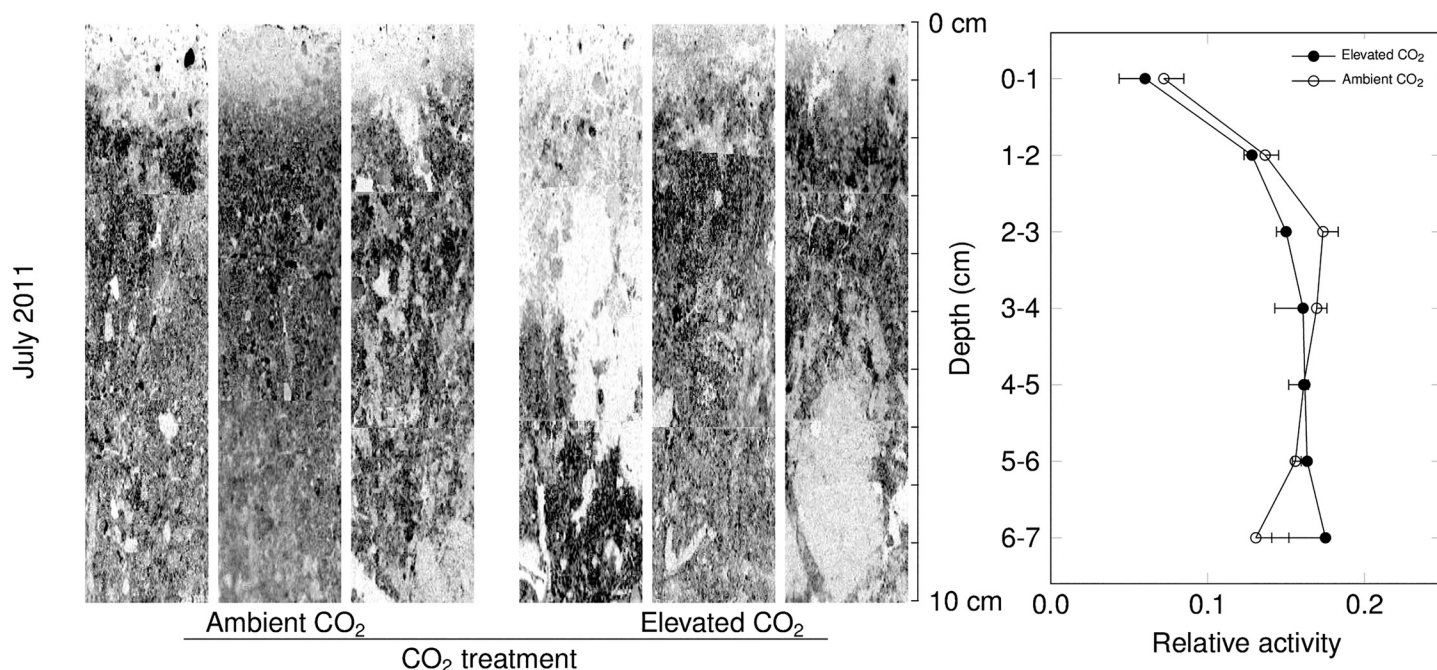 July 2011
0 cm
10 cm
Ambient CO₂
Elevated CO₂
CO₂ treatment
Elevated CO₂
Ambient CO₂
Depth (cm)
0-1
1-2
2-3
3-4
4-5
5-6
6-7
0.0 0.1 0.2
Relative activity